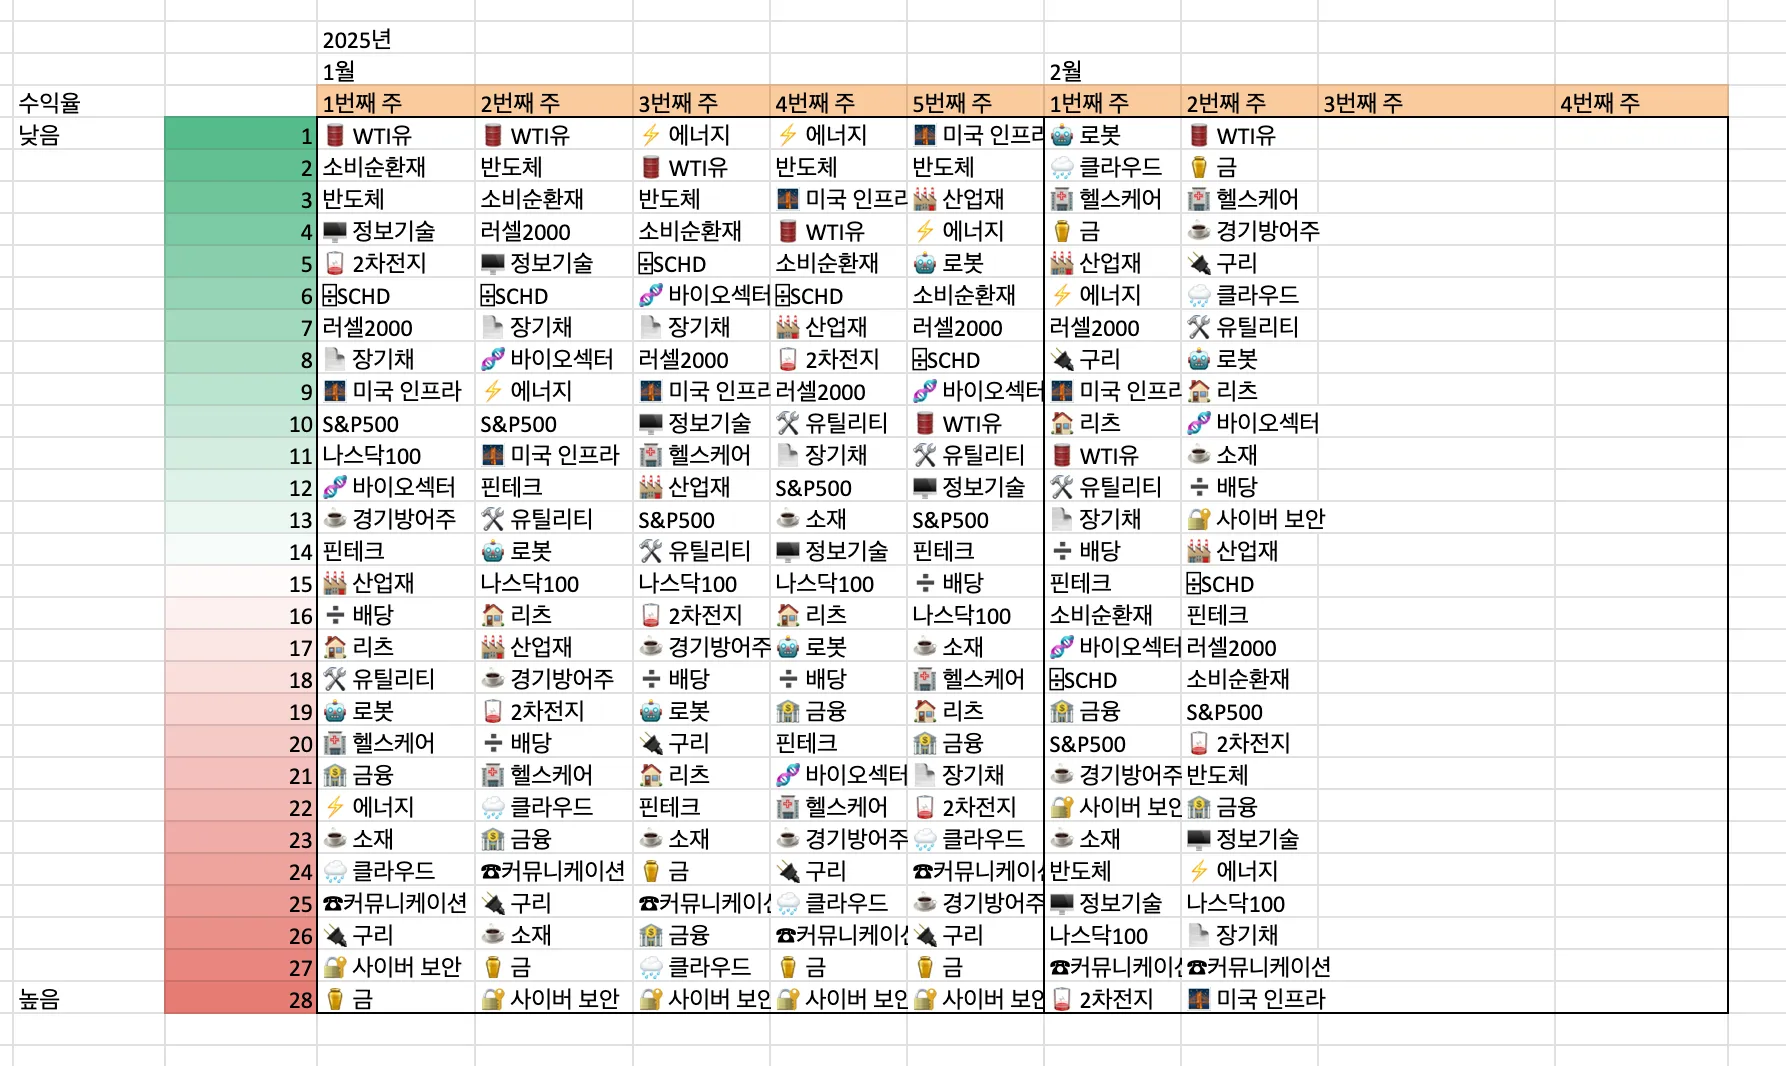 2025년
1월 2월
수익율 1번째 주 2번째 주 3번째 주 4번째 주 5번째 주 1번째 주 2번째 주 3번째 주 4번째 주
낮음 1 🛢️ WTI유 🛢️ WTI유 ⚡ 에너지 ⚡ 에너지 🌉 미국 인프라 🤖 로봇 🛢️ WTI유
2 소비순환재 반도체 🛢️ WTI유 반도체 반도체 🌧️ 클라우드 ⚱️ 금
3 반도체 소비순환재 반도체 🌉 미국 인프라 🏭 산업재 🏥 헬스케어 🏥 헬스케어
4 🖥️ 정보기술 러셀2000 소비순환재 🛢️ WTI유 ⚡ 에너지 ⚱️ 금 ☕ 경기방어주
5 🪫 2차전지 🖥️ 정보기술 🗄SCHD 소비순환재 🤖 로봇 🏭 산업재 🔌 구리
6 🗄SCHD 🗄SCHD 🧬 바이오섹터 🗄SCHD 소비순환재 ⚡ 에너지 🌧️ 클라우드
7 러셀2000 📄 장기채 📄 장기채 🏭 산업재 러셀2000 러셀2000 🛠️ 유틸리티
8 📄 장기채 🧬 바이오섹터 러셀2000 🪫 2차전지 🗄SCHD 🔌 구리 🤖 로봇
9 🌉 미국 인프라 ⚡ 에너지 🌉 미국 인프라 러셀2000 🧬 바이오섹터 🌉 미국 인프라 🏠 리츠
10 S&P500 S&P500 🖥️ 정보기술 🛠️ 유틸리티 🛢️ WTI유 🏠 리츠 🧬 바이오섹터
11 나스닥100 🌉 미국 인프라 🏥 헬스케어 📄 장기채 🛠️ 유틸리티 🛢️ WTI유 ☕ 소재
12 🧬 바이오섹터 핀테크 🏭 산업재 S&P500 🖥️ 정보기술 🛠️ 유틸리티 ➗ 배당
13 ☕ 경기방어주 🛠️ 유틸리티 S&P500 ☕ 소재 S&P500 📄 장기채 🔐 사이버 보안
14 핀테크 🤖 로봇 🛠️ 유틸리티 🖥️ 정보기술 핀테크 ➗ 배당 🏭 산업재
15 🏭 산업재 나스닥100 나스닥100 나스닥100 ➗ 배당 핀테크 🗄SCHD
16 ➗ 배당 🏠 리츠 🪫 2차전지 🏠 리츠 나스닥100 소비순환재 핀테크
17 🏠 리츠 🏭 산업재 ☕ 경기방어주 🤖 로봇 ☕ 소재 🧬 바이오섹터 러셀2000
18 🛠️ 유틸리티 ☕ 경기방어주 ➗ 배당 ➗ 배당 🏥 헬스케어 🗄SCHD 소비순환재
19 🤖 로봇 🪫 2차전지 🤖 로봇 🏦 금융 🏠 리츠 🏦 금융 S&P500
20 🏥 헬스케어 ➗ 배당 🔌 구리 핀테크 🏦 금융 S&P500 🪫 2차전지
21 🏦 금융 🏥 헬스케어 🏠 리츠 🧬 바이오섹터 📄 장기채 ☕ 경기방어주 반도체
22 ⚡ 에너지 🌧️ 클라우드 핀테크 🏥 헬스케어 🪫 2차전지 🔐 사이버 보안 🏦 금융
23 ☕ 소재 🏦 금융 ☕ 소재 ☕ 경기방어주 🌧️ 클라우드 ☕ 소재 🖥️ 정보기술
24 🌧️ 클라우드 ☎커뮤니케이션 ⚱️ 금 🔌 구리 ☎커뮤니케이션 반도체 ⚡ 에너지
25 ☎커뮤니케이션 🔌 구리 ☎커뮤니케이션 🌧️ 클라우드 ☕ 경기방어주 🖥️ 정보기술 나스닥100
26 🔌 구리 ☕ 소재 🏦 금융 ☎커뮤니케이션 🔌 구리 나스닥100 📄 장기채
27 🔐 사이버 보안 ⚱️ 금 🌧️ 클라우드 ⚱️ 금 ⚱️ 금 ☎커뮤니케이션 ☎커뮤니케이션
높음 28 ⚱️ 금 🔐 사이버 보안 🔐 사이버 보안 🔐 사이버 보안 🔐 사이버 보안 🪫 2차전지 🌉 미국 인프라